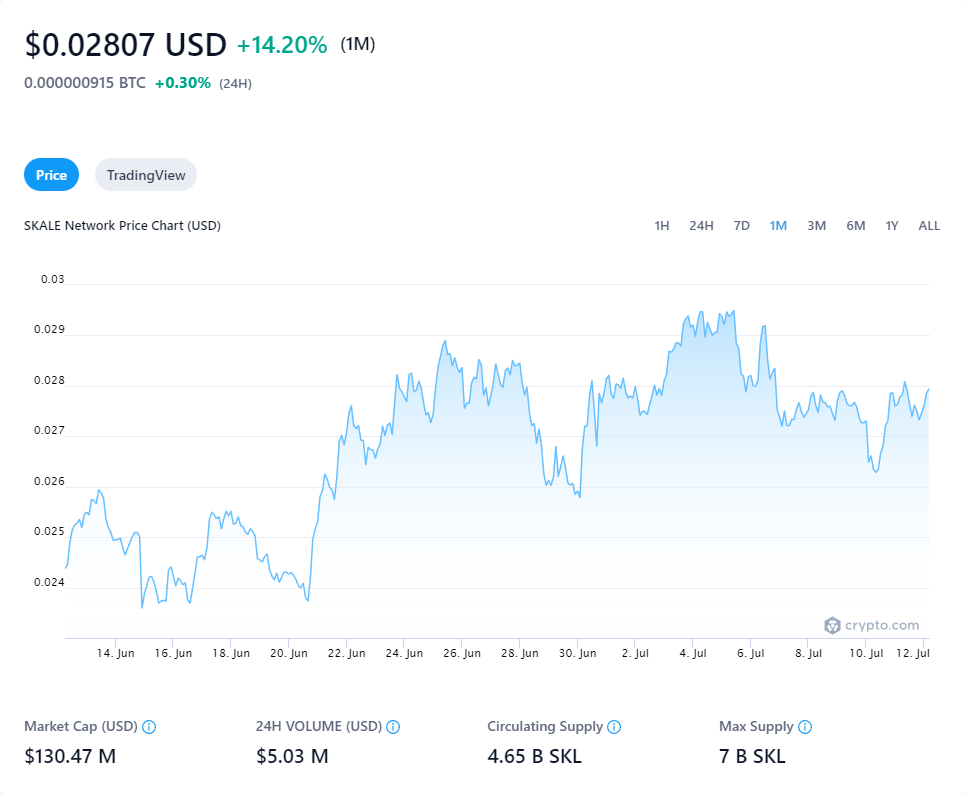 $0.02807 USD +14.20% (1M)
0.000000915 BTC +0.30% (24H)
Price TradingView
SKALE Network Price Chart (USD) 1H 24H 7D 1M 3M 6M 1Y ALL
0.03
0.029
0.028
0.027
0.026
0.025
0.024
crypto.com
14. Jun 16. Jun 18. Jun 20. Jun 22. Jun 24. Jun 26. Jun 28. Jun 30. Jun 2. Jul 4. Jul 6. Jul 8. Jul 10. Jul 12. Jul
Market Cap (USD) 24H VOLUME (USD) Circulating Supply Max Supply
$130.47 M $5.03 M 4.65 B SKL 7 B SKL